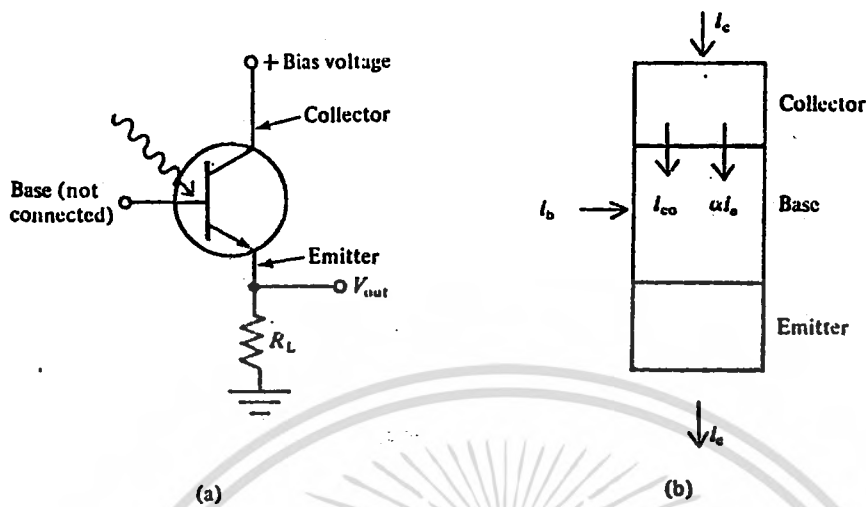 + Bias voltage
Collector
Base (not
connected)
Emitter
V_out
R_L
(a)
i_c
Collector
i_b
i_co
αi_e
Base
Emitter
i_e
(b)